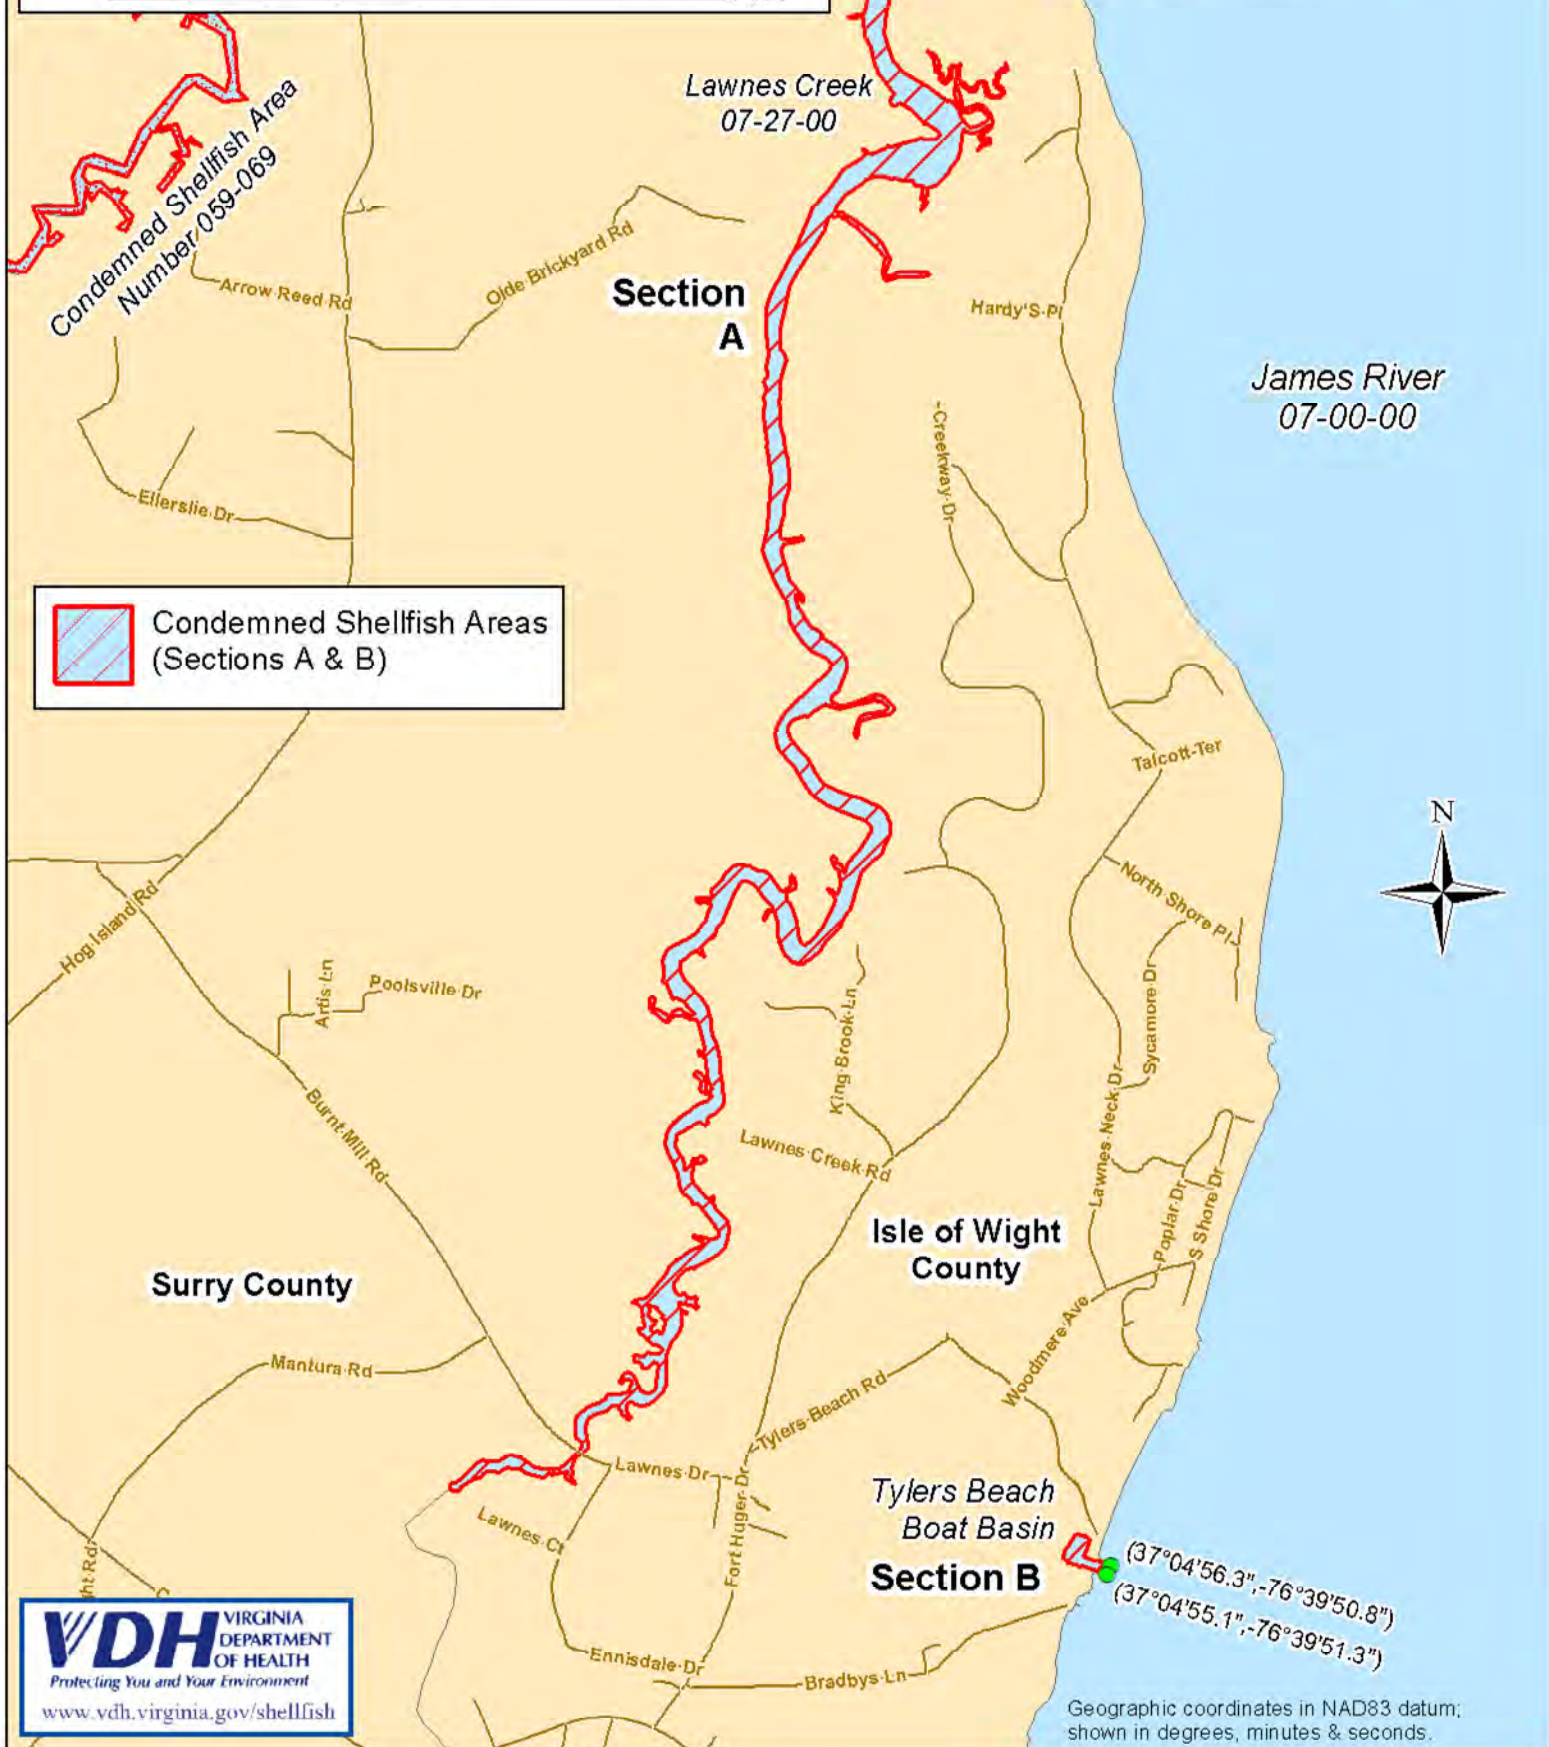 Lawnes Creek
07-27-00
Condemned Shellfish Area
Number 059-069
Arrow Reed Rd
Olde Brickyard Rd
Section
A
Hardy'S Pl
James River
07-00-00
Creekway Dr
Ellerslie Dr
Condemned Shellfish Areas
(Sections A & B)
Talcott Ter
N
North Shore Pl
Hog Island Rd
Artis Ln
Poolsville Dr
Sycamore Dr
King Brook Ln
Burnt Mill Rd
Lawnes Neck Dr
Lawnes Creek Rd
Poplar Dr
S Shore Dr
Isle of Wight
County
Surry County
Woodmere Ave
Mantura Rd
Tylers Beach Rd
Lawnes Dr
Lawnes Ct
Fort Huger Dr
Tylers Beach
Boat Basin
Section B
(37°04'56.3",-76°39'50.8")
(37°04'55.1",-76°39'51.3")
ht Rd
VDH VIRGINIA
DEPARTMENT
OF HEALTH
Protecting You and Your Environment
www.vdh.virginia.gov/shellfish
Ennisdale Dr
Bradbys Ln
Geographic coordinates in NAD83 datum;
shown in degrees, minutes & seconds.